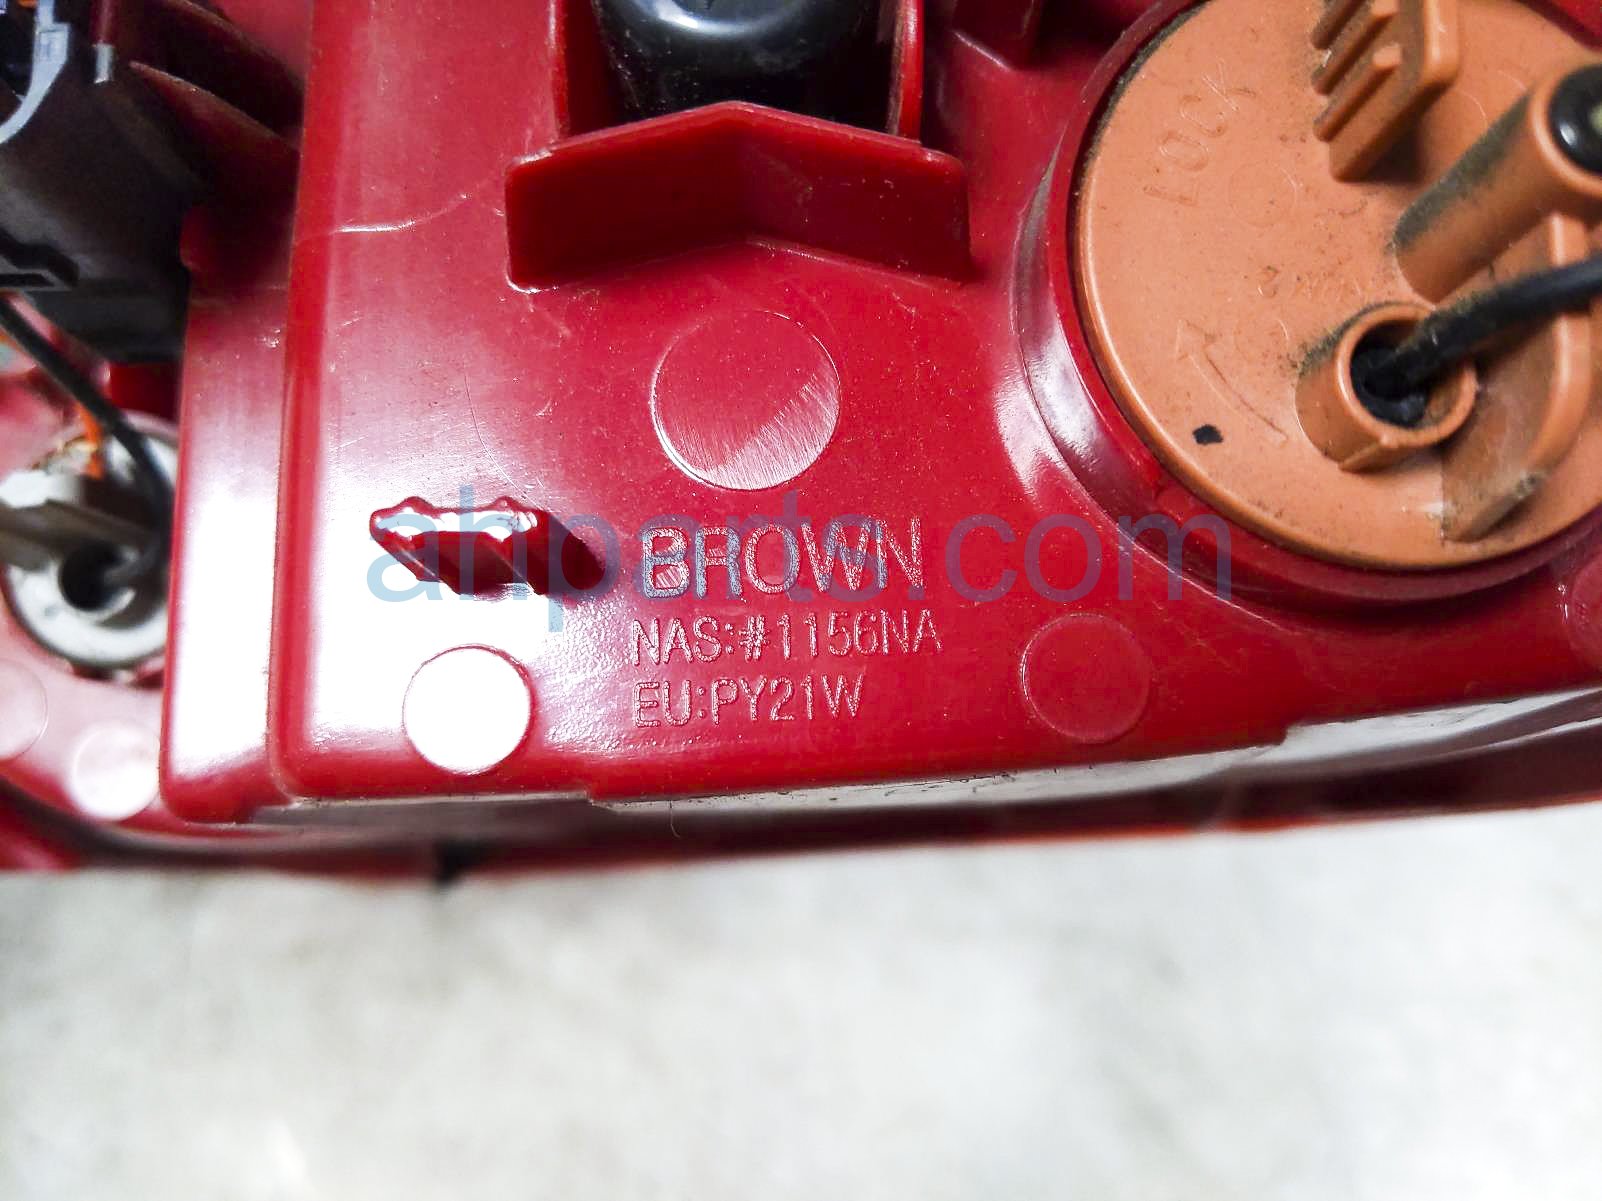 LOCK
ahparts.com
BROWN
NAS:#1156NA
EU:PY21W